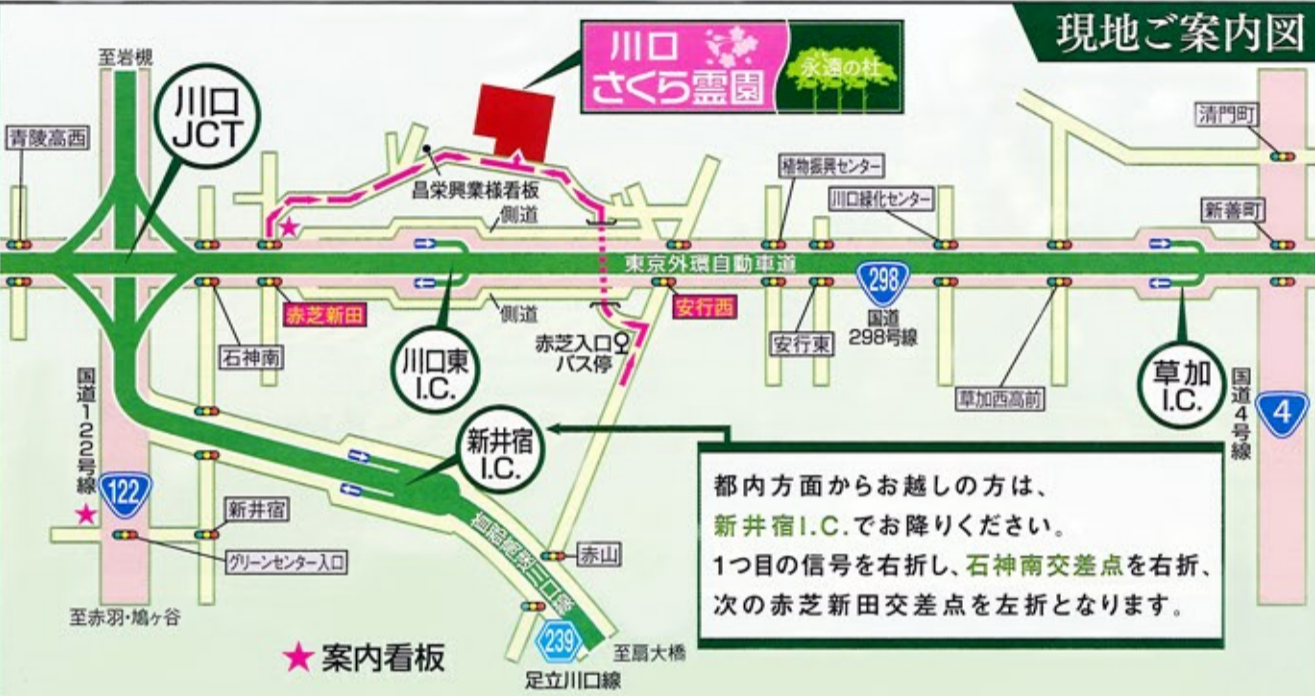 現地ご案内図
川口
さくら霊園
永遠の杜
至岩槻
川口
JCT
青陵高西
清門町
昌栄興業様看板
植物振興センター
川口緑化センター
新善町
側道
東京外環自動車道
298
国道
298号線
赤芝新田
側道
安行西
石神南
川口東
I.C.
赤芝入口
バス停
安行東
草加西高前
草加
I.C.
国道4号線
4
国道122号線
122
新井宿
I.C.
新井宿
グリーンセンター入口
至赤羽・鳩ヶ谷
赤山
239
足立川口線
至扇大橋
都内方面からお越しの方は、
新井宿I.C.でお降りください。
1つ目の信号を右折し、石神南交差点を右折、
次の赤芝新田交差点を左折となります。
★案内看板